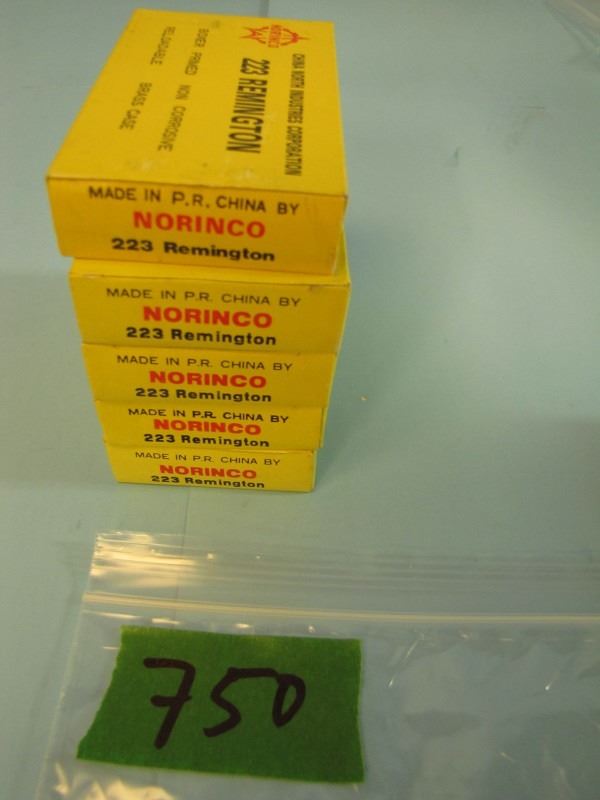 NORINCO
CHINA NORTH INDUSTRIES CORPORATION
223 REMINGTON
BOXER PRIMED NON CORROSIVE
RELOADABLE BRASS CASE
MADE IN P.R. CHINA BY
NORINCO
223 Remington
MADE IN P.R. CHINA BY
NORINCO
223 Remington
MADE IN P.R. CHINA BY
NORINCO
223 Remington
MADE IN P.R. CHINA BY
NORINCO
223 Remington
MADE IN P.R. CHINA BY
NORINCO
223 Remington
750